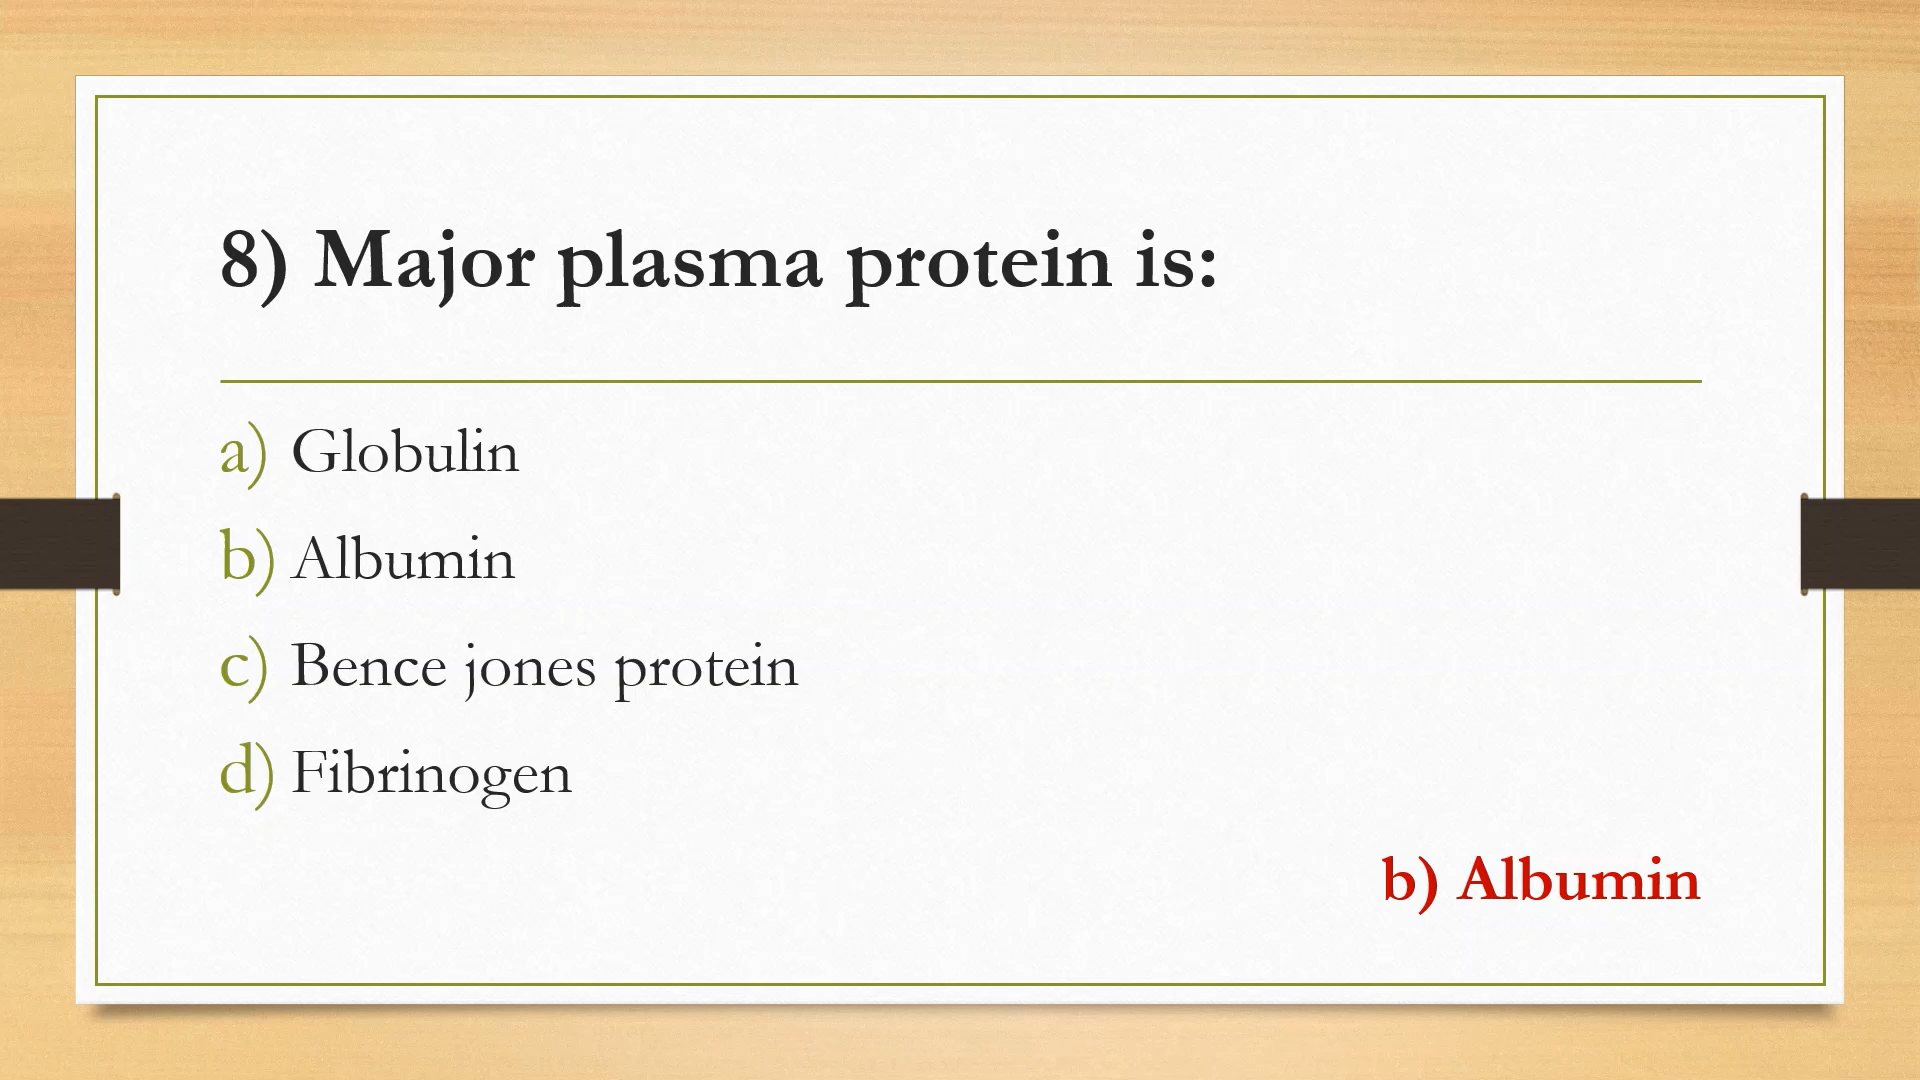 8) Major plasma protein is:
a) Globulin
b) Albumin
c) Bence jones protein
d) Fibrinogen
b) Albumin